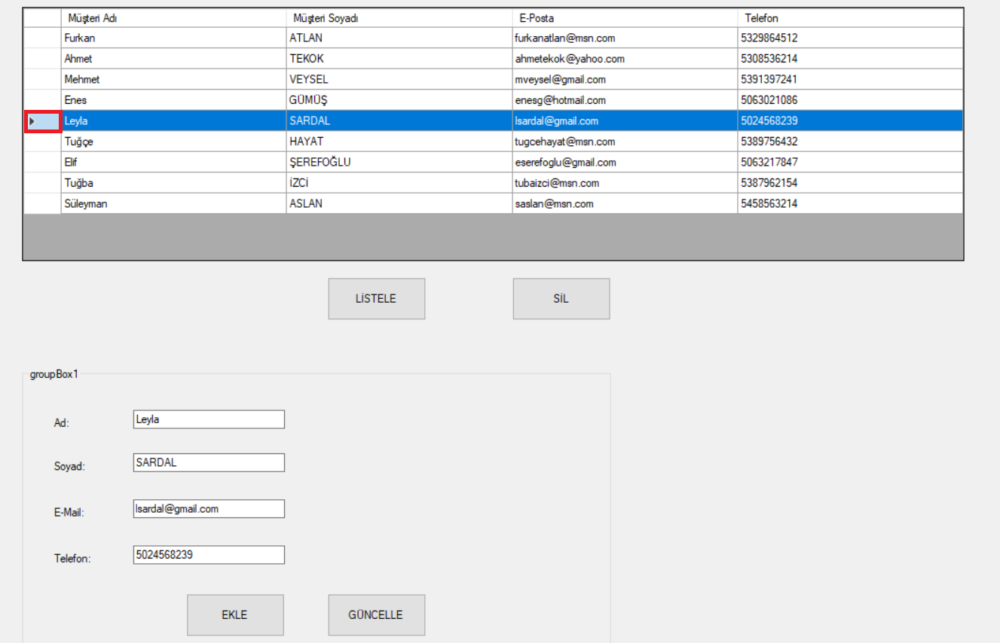 Müşteri Adı Müşteri Soyadı E-Posta Telefon
Furkan ATLAN furkanatlan@msn.com 5329864512
Ahmet TEKOK ahmetekok@yahoo.com 5308536214
Mehmet VEYSEL mveysel@gmail.com 5391397241
Enes GÜMÜŞ enesg@hotmail.com 5063021086
Leyla SARDAL lsardal@gmail.com 5024568239
Tuğçe HAYAT tugcehayat@msn.com 5389756432
Elif ŞEREFOĞLU eserefoglu@gmail.com 5063217847
Tuğba İZCİ tubaizci@msn.com 5387962154
Süleyman ASLAN saslan@msn.com 5458563214
LİSTELE SİL
groupBox1
Ad: Leyla
Soyad: SARDAL
E-Mail: lsardal@gmail.com
Telefon: 5024568239
EKLE GÜNCELLE